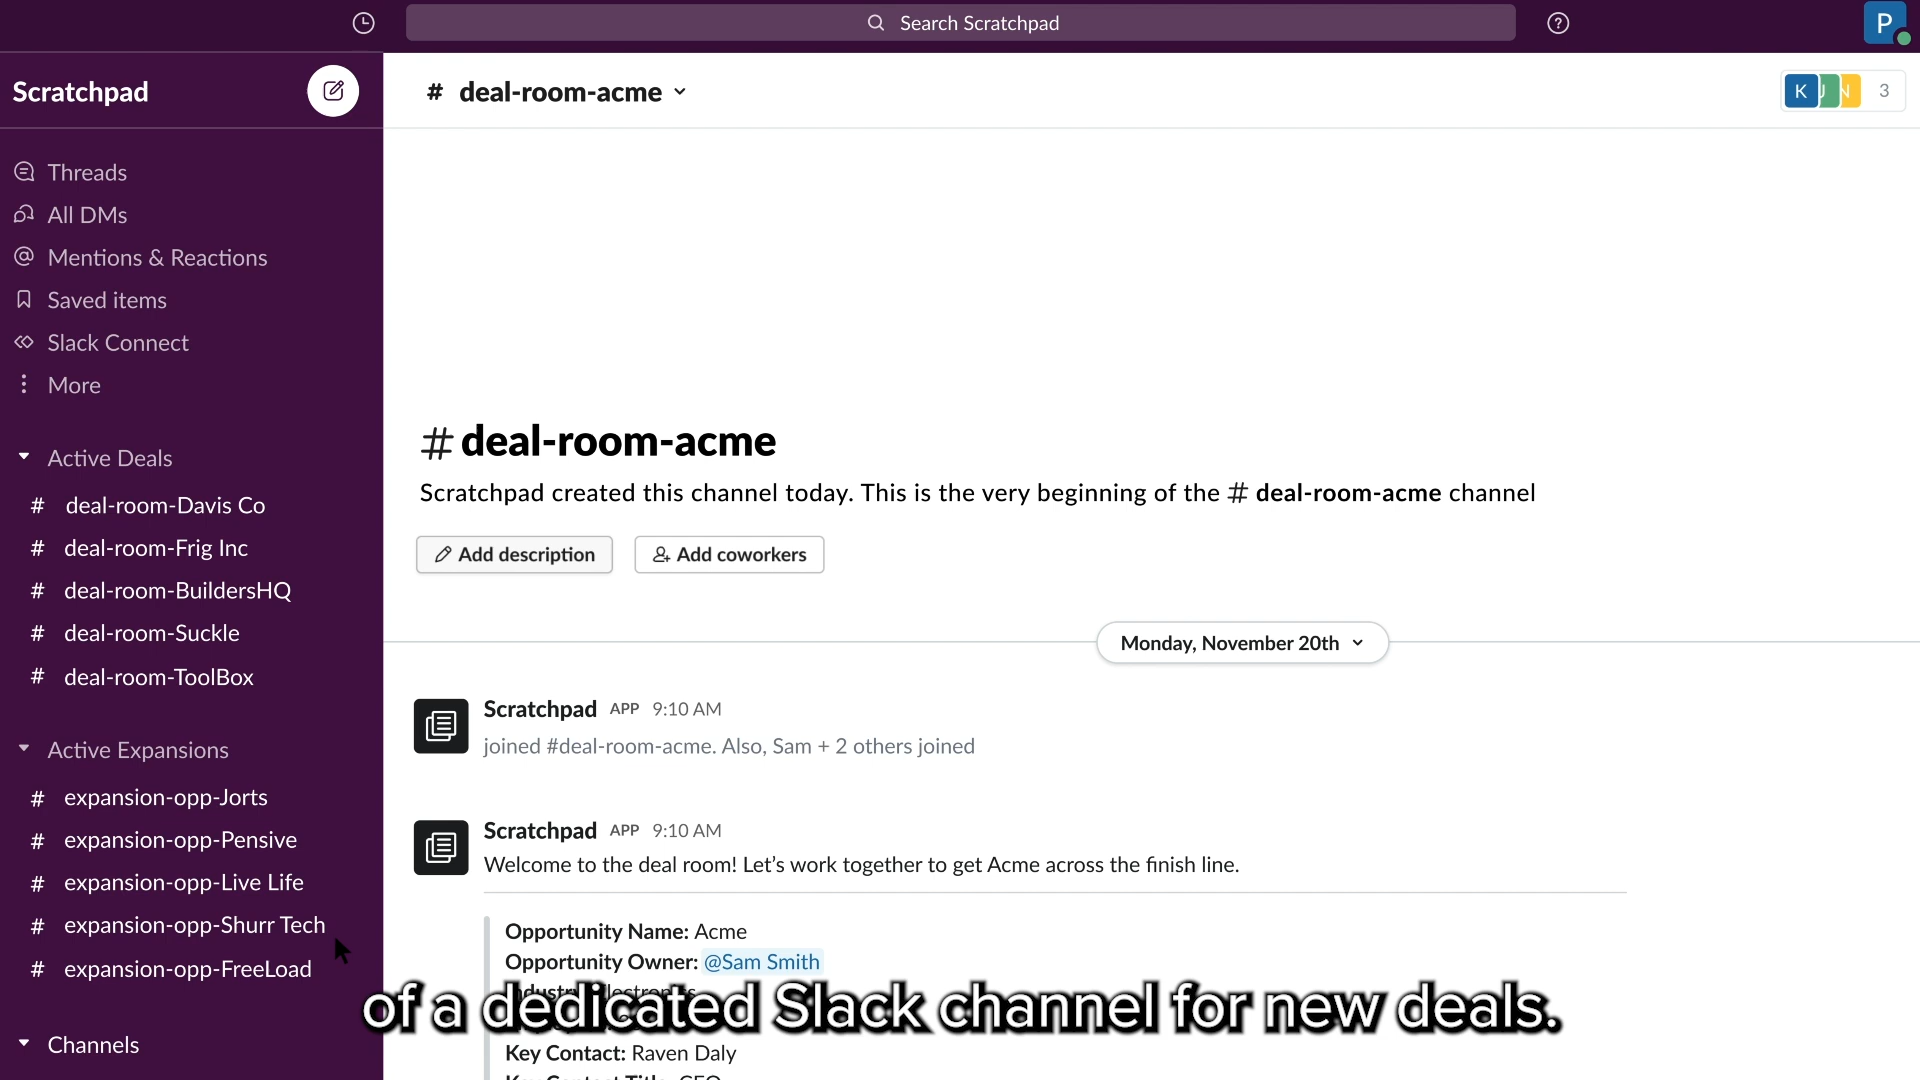 Search Scratchpad
P
Scratchpad
# deal-room-acme
K J N 3
Threads
All DMs
Mentions & Reactions
Saved items
Slack Connect
More
Active Deals
# deal-room-Davis Co
# deal-room-Frig Inc
# deal-room-BuildersHQ
# deal-room-Suckle
# deal-room-ToolBox
Active Expansions
# expansion-opp-Jorts
# expansion-opp-Pensive
# expansion-opp-Live Life
# expansion-opp-Shurr Tech
# expansion-opp-FreeLoad
Channels
# deal-room-acme
Scratchpad created this channel today. This is the very beginning of the # deal-room-acme channel
Add description
Add coworkers
Monday, November 20th
Scratchpad APP 9:10 AM
joined #deal-room-acme. Also, Sam + 2 others joined
Scratchpad APP 9:10 AM
Welcome to the deal room! Let's work together to get Acme across the finish line.
Opportunity Name: Acme
Opportunity Owner: @Sam Smith
Industry: Electronics
of a dedicated Slack channel for new deals.
Key Contact: Raven Daly
Key Contact Title: CEO